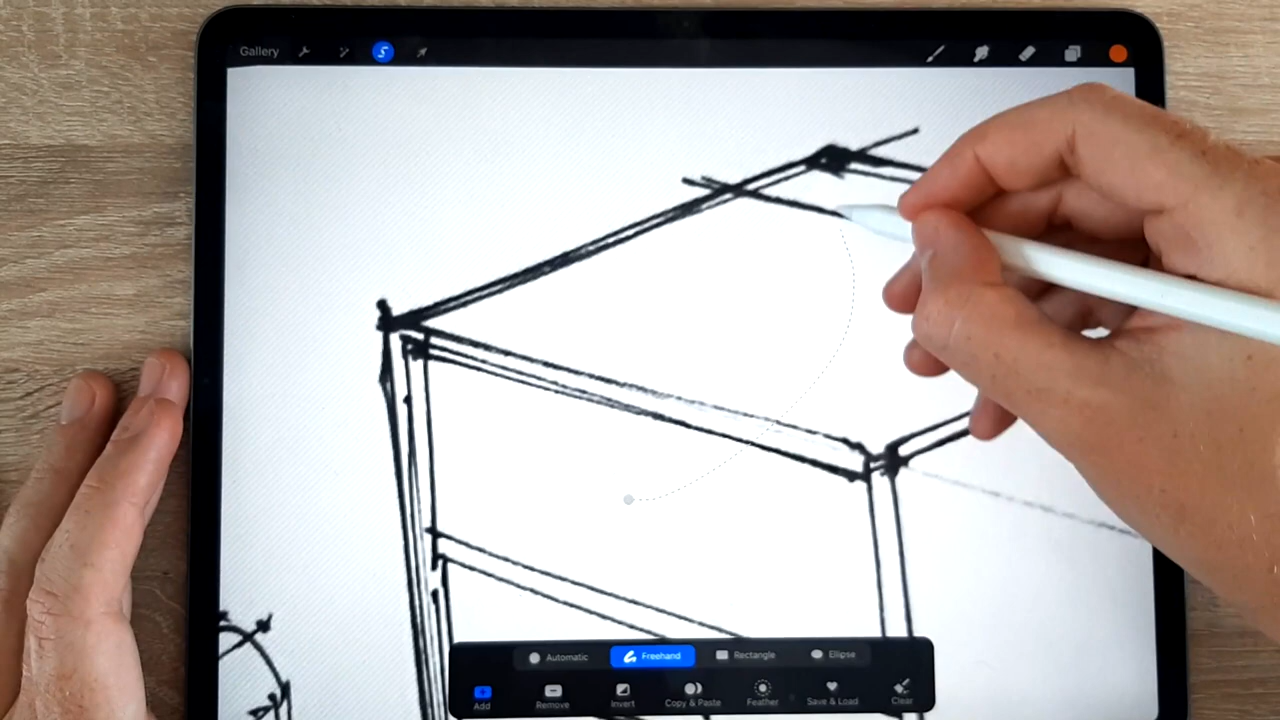 Gallery
Automatic Freehand Rectangle Ellipse
Add Remove Invert Copy & Paste Feather Save & Load Clear